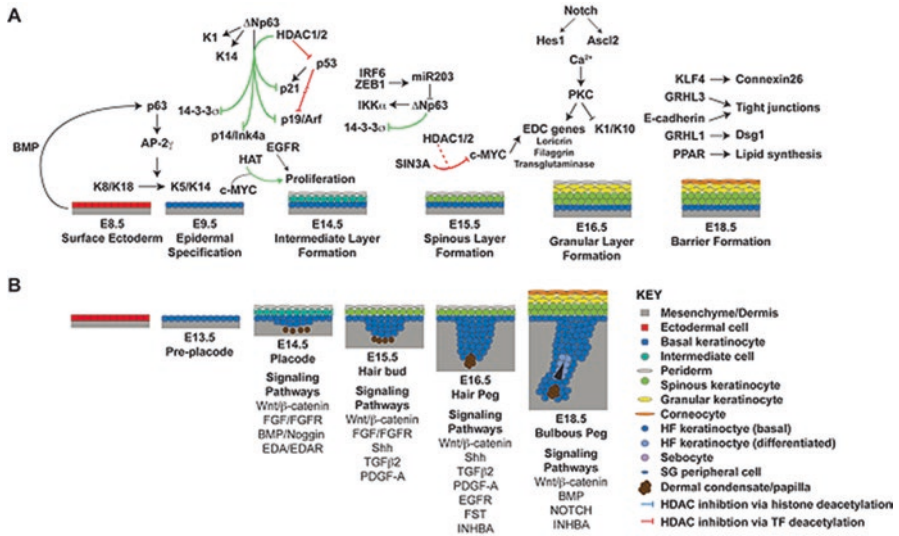 A
K1
ΔNp63
K14
HDAC1/2
p53
p21
14-3-3σ
p14/Ink4a
p19/Arf
p63
BMP
AP-2γ
K8/K18
K5/K14
HAT
c-MYC
EGFR
Proliferation
IRF6
ZEB1
miR203
IKKα
ΔNp63
14-3-3σ
HDAC1/2
SIN3A
c-MYC
Notch
Hes1
Ascl2
Ca2+
PKC
EDC genes
Loricrin
Filaggrin
Transglutaminase
K1/K10
KLF4
Connexin26
GRHL3
Tight junctions
E-cadherin
GRHL1
Dsg1
PPAR
Lipid synthesis
E8.5
Surface Ectoderm
E9.5
Epidermal
Specification
E14.5
Intermediate Layer
Formation
E15.5
Spinous Layer
Formation
E16.5
Granular Layer
Formation
E18.5
Barrier Formation
B
E13.5
Pre-placode
E14.5
Placode
Signaling
Pathways
Wnt/β-catenin
FGF/FGFR
BMP/Noggin
EDA/EDAR
E15.5
Hair bud
Signaling
Pathways
Wnt/β-catenin
FGF/FGFR
Shh
TGFβ2
PDGF-A
E16.5
Hair Peg
Signaling
Pathways
Wnt/β-catenin
Shh
TGFβ2
PDGF-A
EGFR
FST
INHBA
E18.5
Bulbous Peg
Signaling
Pathways
Wnt/β-catenin
BMP
NOTCH
INHBA
KEY
Mesenchyme/Dermis
Ectodermal cell
Basal keratinocyte
Intermediate cell
Periderm
Spinous keratinocyte
Granular keratinocyte
Corneocyte
HF keratinoctye (basal)
HF keratinoctye (differentiated)
Sebocyte
SG peripheral cell
Dermal condensate/papilla
HDAC inhibtion via histone deacetylation
HDAC inhibtion via TF deacetylation